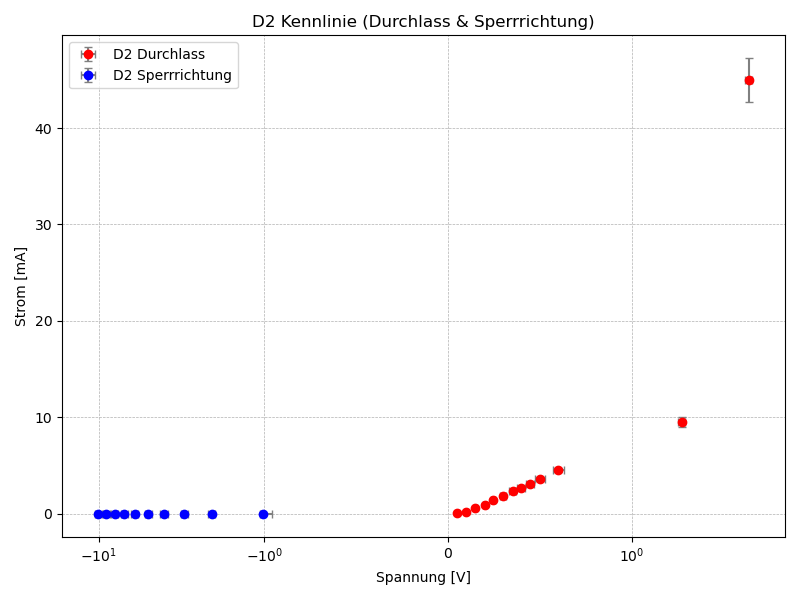 D2 Kennlinie (Durchlass & Sperrrichtung)
D2 Durchlass
D2 Sperrrichtung
Strom [mA]
40
30
20
10
0
−10¹
−10⁰
0
10⁰
Spannung [V]